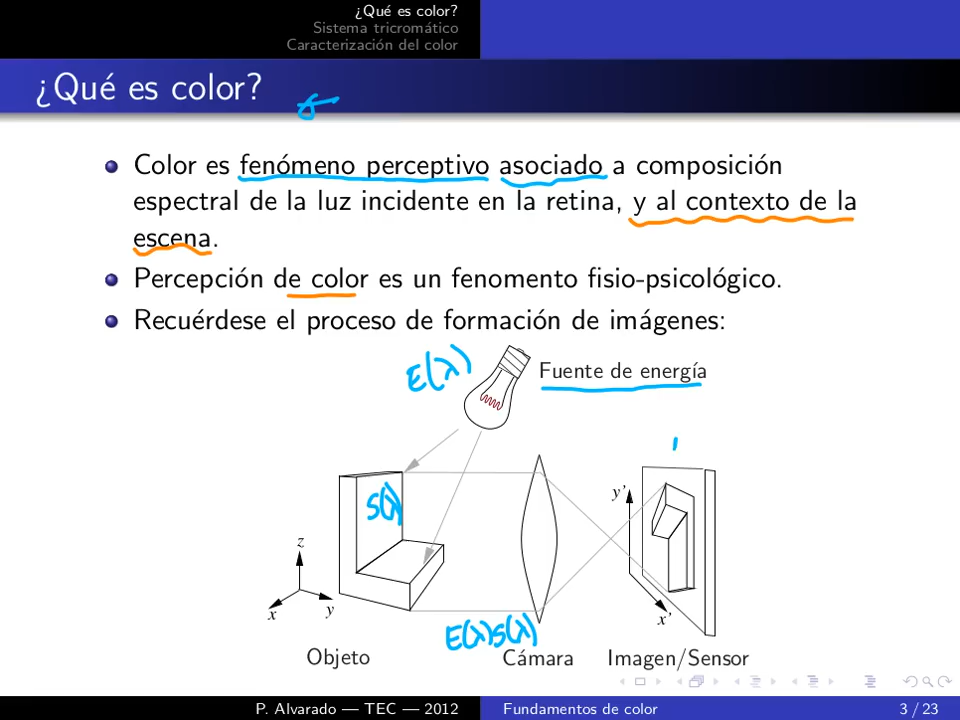 ¿Qué es color?
Sistema tricromático
Caracterización del color
¿Qué es color?
Color es fenómeno perceptivo asociado a composición
espectral de la luz incidente en la retina, y al contexto de la
escena.
Percepción de color es un fenomento fisio-psicológico.
Recuérdese el proceso de formación de imágenes:
E(λ)
Fuente de energía
S(λ)
y'
z
x
y
x'
E(λ)S(λ)
Objeto
Cámara
Imagen/Sensor
P. Alvarado — TEC — 2012
Fundamentos de color
3 / 23